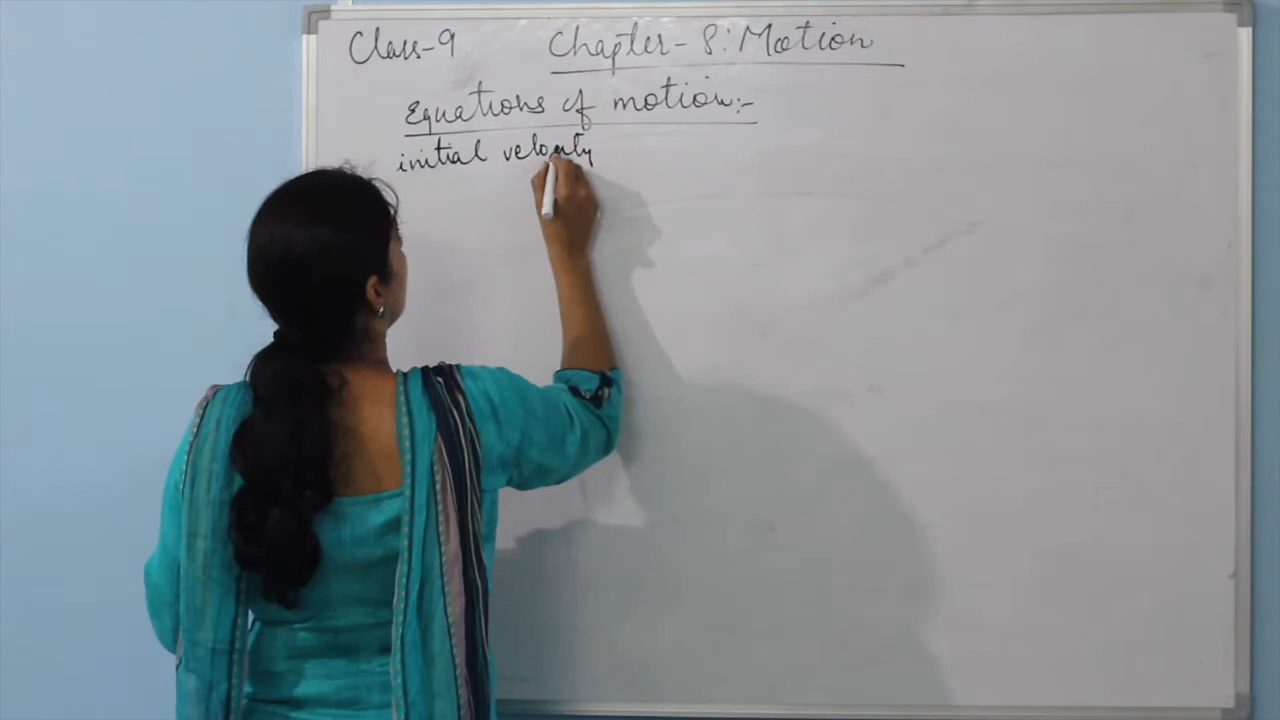 Class-9 Chapter-8: Motion
Equations of motion:-
initial velocity